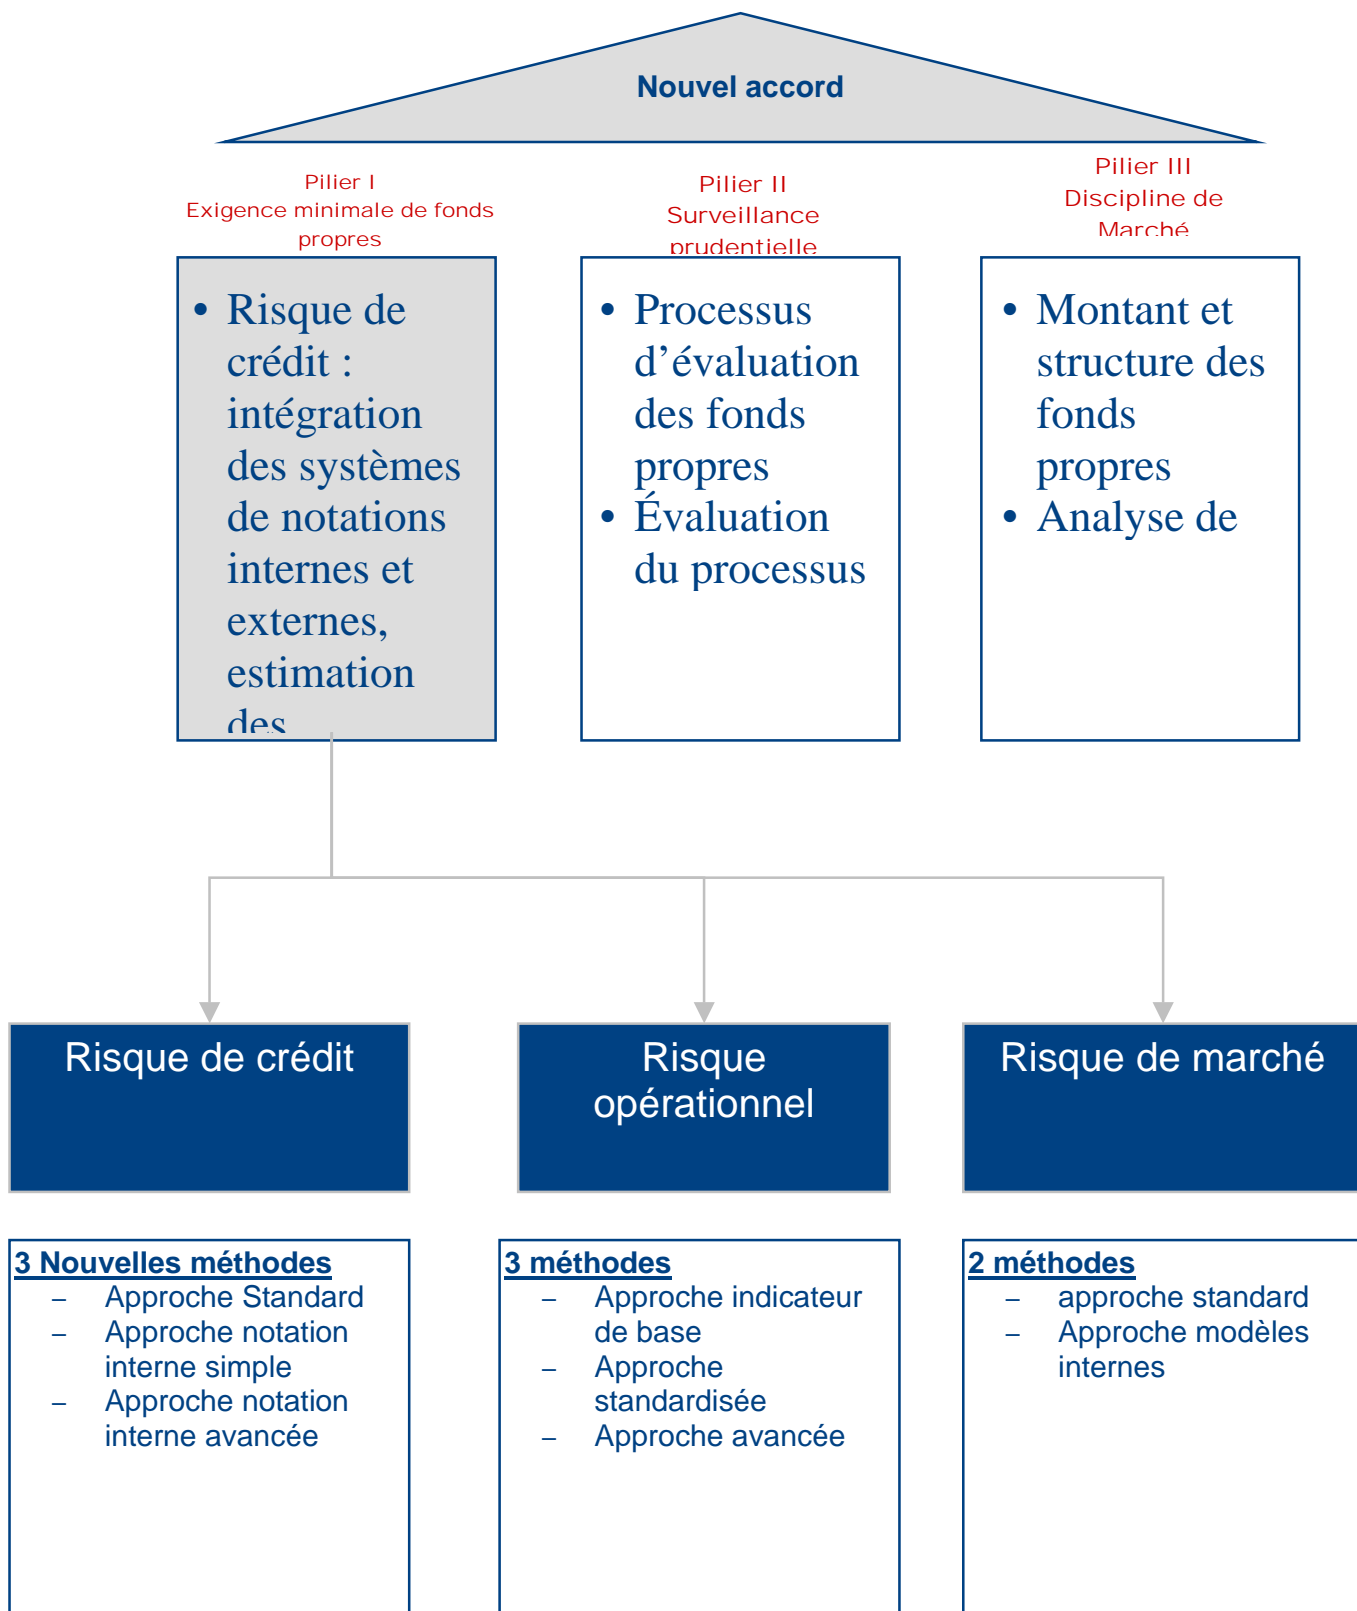 Nouvel accord
Pilier I
Exigence minimale de fonds
propres
Pilier II
Surveillance
prudentielle
Pilier III
Discipline de
Marché
• Risque de
crédit :
intégration
des systèmes
de notations
internes et
externes,
estimation
des
• Processus
d’évaluation
des fonds
propres
• Évaluation
du processus
• Montant et
structure des
fonds
propres
• Analyse de
Risque de crédit
Risque
opérationnel
Risque de marché
3 Nouvelles méthodes
– Approche Standard
– Approche notation
interne simple
– Approche notation
interne avancée
3 méthodes
– Approche indicateur
de base
– Approche
standardisée
– Approche avancée
2 méthodes
– approche standard
– Approche modèles
internes